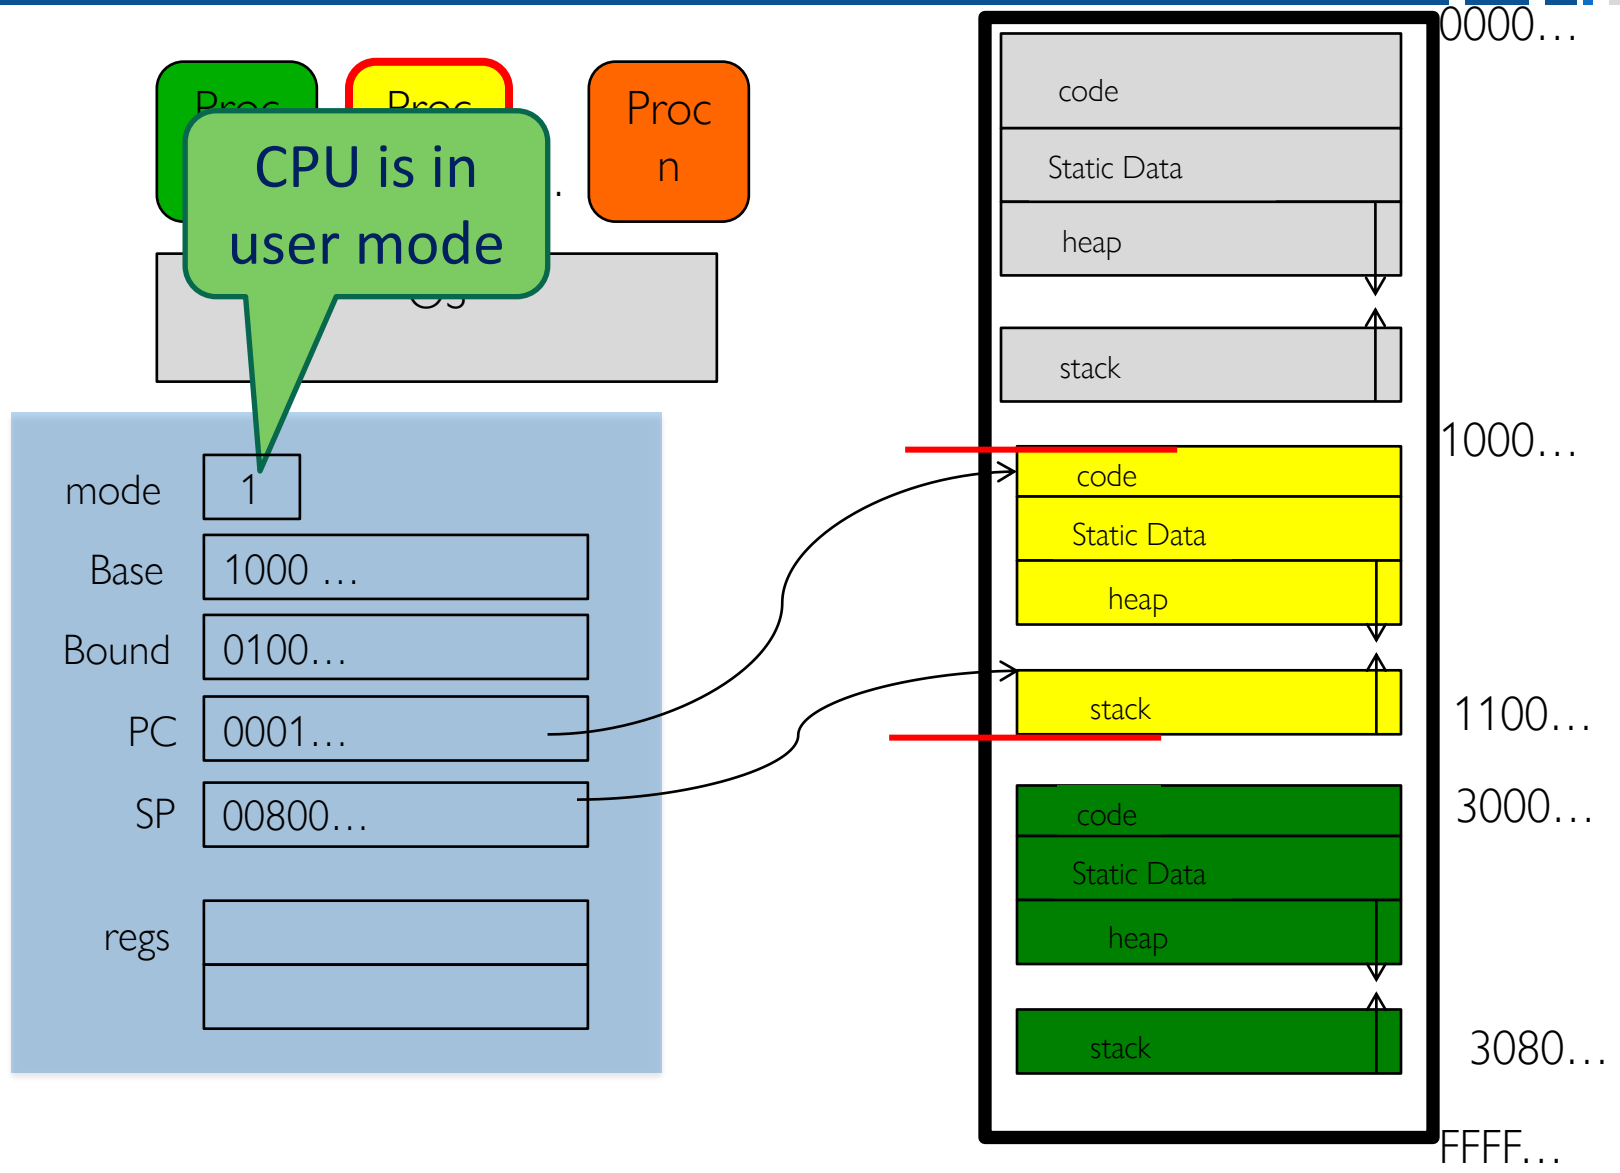 Proc
Proc
Proc
n
CPU is in
user mode
mode
1
Base
1000 …
Bound
0100…
PC
0001…
SP
00800…
regs
0000…
code
Static Data
heap
stack
1000…
code
Static Data
heap
stack
1100…
3000…
code
Static Data
heap
stack
3080…
FFFF…